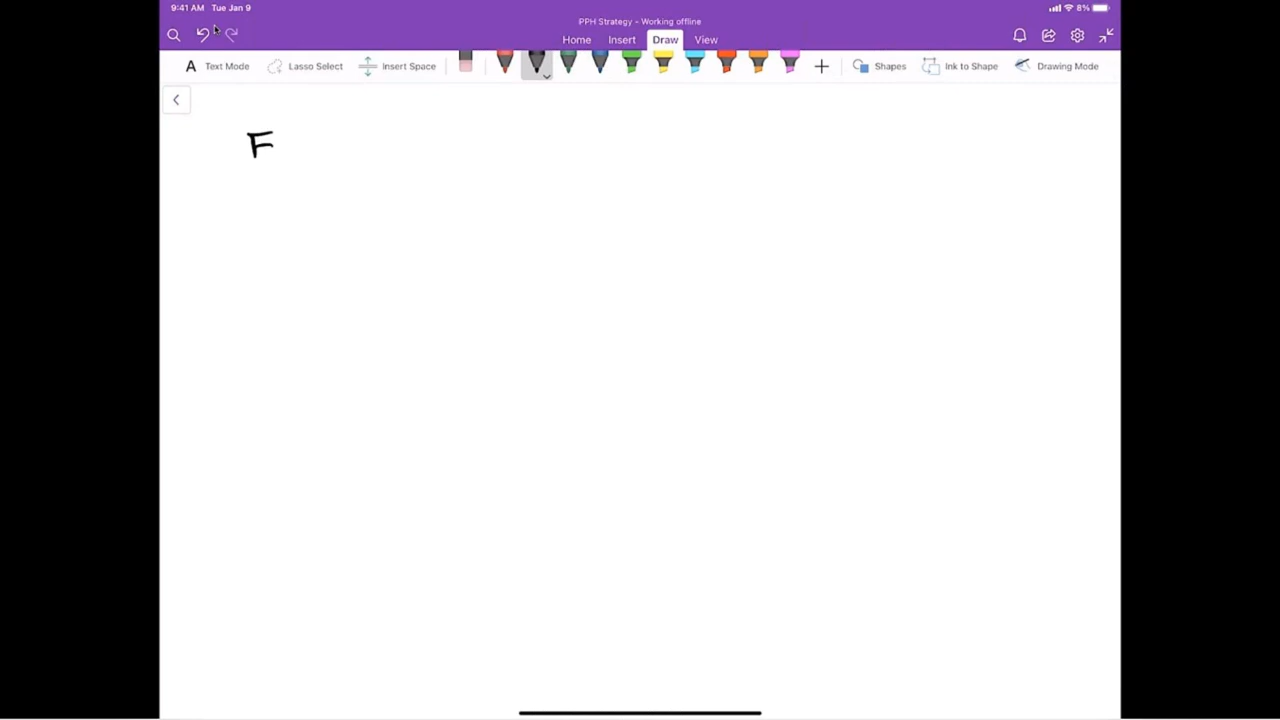 9:41 AM Tue Jan 9 8%
PPH Strategy – Working offline
Home Insert Draw View
A Text Mode Lasso Select Insert Space Shapes Ink to Shape Drawing Mode
F